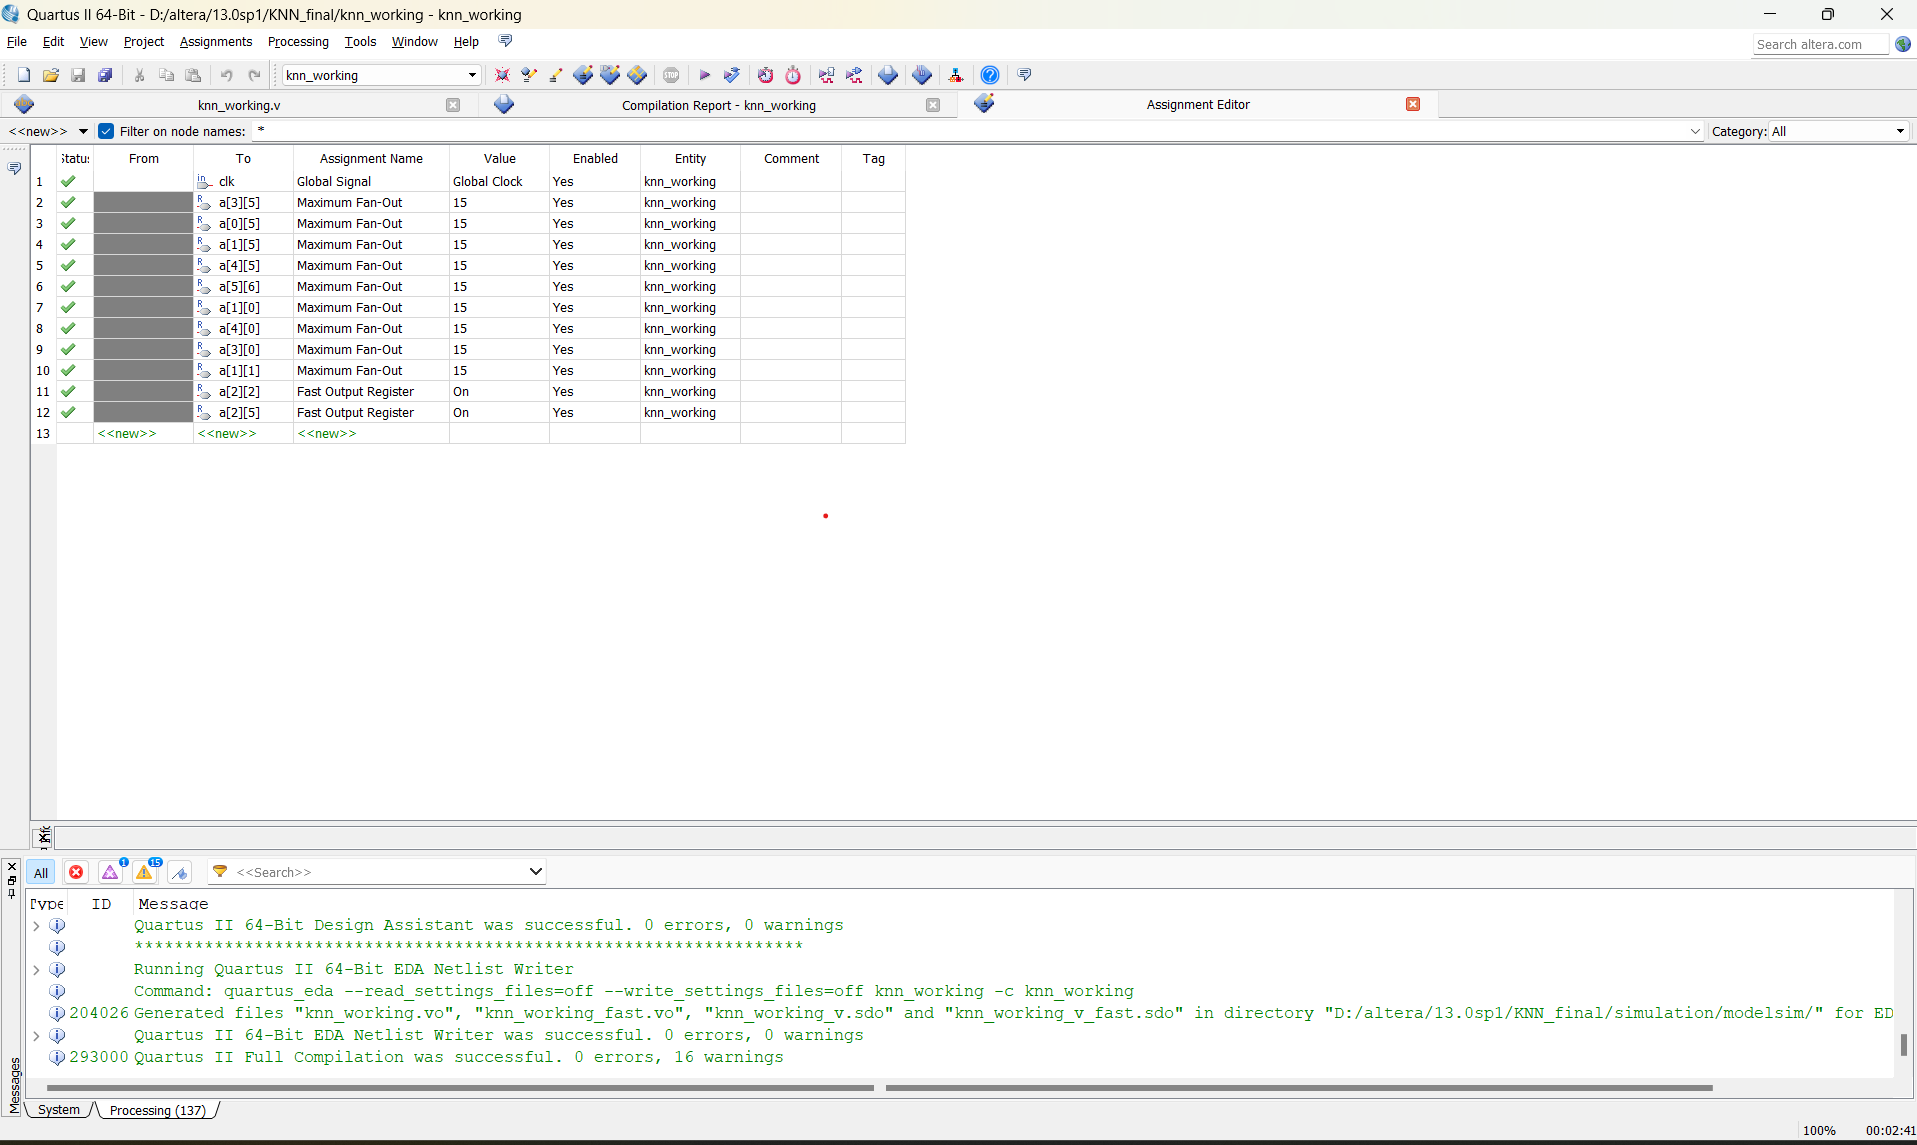 Quartus II 64-Bit - D:/altera/13.0sp1/KNN_final/knn_working - knn_working
File Edit View Project Assignments Processing Tools Window Help
Search altera.com
knn_working
knn_working.v
Compilation Report - knn_working
Assignment Editor
<<new>> Filter on node names: * Category: All
Status From To Assignment Name Value Enabled Entity Comment Tag
1 clk Global Signal Global Clock Yes knn_working
2 a[3][5] Maximum Fan-Out 15 Yes knn_working
3 a[0][5] Maximum Fan-Out 15 Yes knn_working
4 a[1][5] Maximum Fan-Out 15 Yes knn_working
5 a[4][5] Maximum Fan-Out 15 Yes knn_working
6 a[5][6] Maximum Fan-Out 15 Yes knn_working
7 a[1][0] Maximum Fan-Out 15 Yes knn_working
8 a[4][0] Maximum Fan-Out 15 Yes knn_working
9 a[3][0] Maximum Fan-Out 15 Yes knn_working
10 a[1][1] Maximum Fan-Out 15 Yes knn_working
11 a[2][2] Fast Output Register On Yes knn_working
12 a[2][5] Fast Output Register On Yes knn_working
13 <<new>> <<new>> <<new>>
All 1 15 <<Search>>
Type ID Message
Quartus II 64-Bit Design Assistant was successful. 0 errors, 0 warnings
*******************************************************************
Running Quartus II 64-Bit EDA Netlist Writer
Command: quartus_eda --read_settings_files=off --write_settings_files=off knn_working -c knn_working
204026 Generated files "knn_working.vo", "knn_working_fast.vo", "knn_working_v.sdo" and "knn_working_v_fast.sdo" in directory "D:/altera/13.0sp1/KNN_final/simulation/modelsim/" for ED
Quartus II 64-Bit EDA Netlist Writer was successful. 0 errors, 0 warnings
293000 Quartus II Full Compilation was successful. 0 errors, 16 warnings
Messages
System Processing (137)
100% 00:02:41